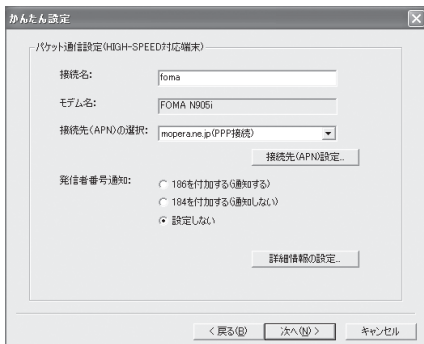 かんたん設定
パケット通信設定(HIGH-SPEED対応端末)
接続名: foma
モデム名: FOMA N905i
接続先(APN)の選択: mopera.ne.jp(PPP接続)
接続先(APN)設定...
発信者番号通知: 186を付加する(通知する)
184を付加する(通知しない)
設定しない
詳細情報の設定...
< 戻る(B) 次へ(N) > キャンセル